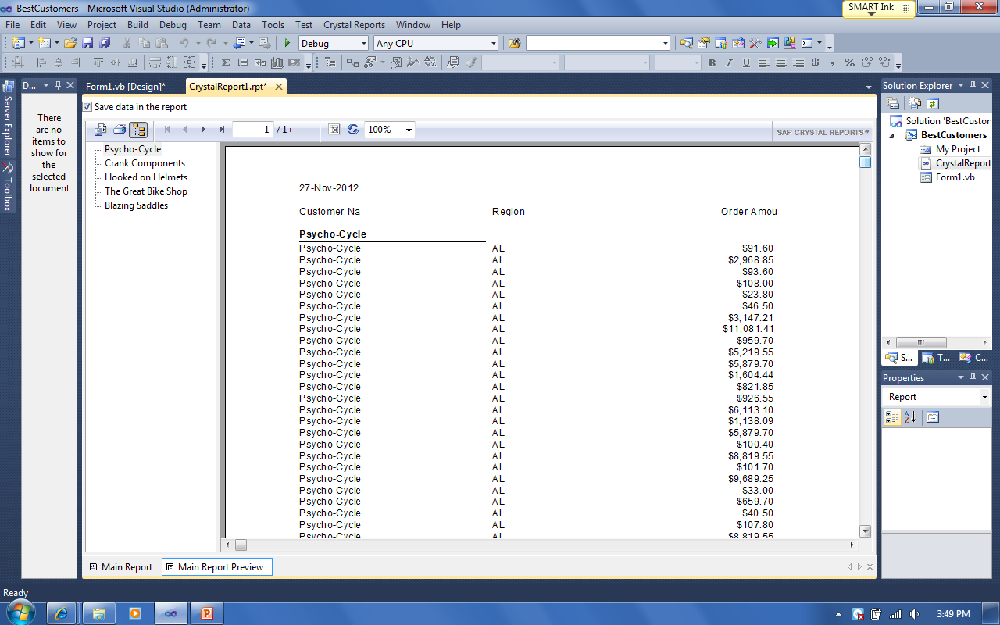 BestCustomers - Microsoft Visual Studio (Administrator)
SMART Ink
File Edit View Project Build Debug Team Data Tools Test Crystal Reports Window Help
Debug Any CPU
Σ B I U $ , %
D...
Form1.vb [Design]*
CrystalReport1.rpt*
Solution Explorer
Server Explorer
Toolbox
There
are no
items to
show for
the
selected
locument
Save data in the report
1 / 1+
100%
SAP CRYSTAL REPORTS®
Psycho-Cycle
Crank Components
Hooked on Helmets
The Great Bike Shop
Blazing Saddles
27-Nov-2012
Customer Na Region Order Amou
Psycho-Cycle
Psycho-Cycle AL $91.60
Psycho-Cycle AL $2,968.85
Psycho-Cycle AL $93.60
Psycho-Cycle AL $108.00
Psycho-Cycle AL $23.80
Psycho-Cycle AL $46.50
Psycho-Cycle AL $3,147.21
Psycho-Cycle AL $11,081.41
Psycho-Cycle AL $959.70
Psycho-Cycle AL $5,219.55
Psycho-Cycle AL $5,879.70
Psycho-Cycle AL $1,604.44
Psycho-Cycle AL $821.85
Psycho-Cycle AL $926.55
Psycho-Cycle AL $6,113.10
Psycho-Cycle AL $1,138.09
Psycho-Cycle AL $5,879.70
Psycho-Cycle AL $100.40
Psycho-Cycle AL $8,819.55
Psycho-Cycle AL $101.70
Psycho-Cycle AL $9,689.25
Psycho-Cycle AL $33.00
Psycho-Cycle AL $659.70
Psycho-Cycle AL $40.50
Psycho-Cycle AL $107.80
Psycho-Cycle AL $8,819.55
Solution 'BestCuston
BestCustomers
My Project
CrystalReport
Form1.vb
S... T... C...
Properties
Report
Main Report
Main Report Preview
Ready
3:49 PM